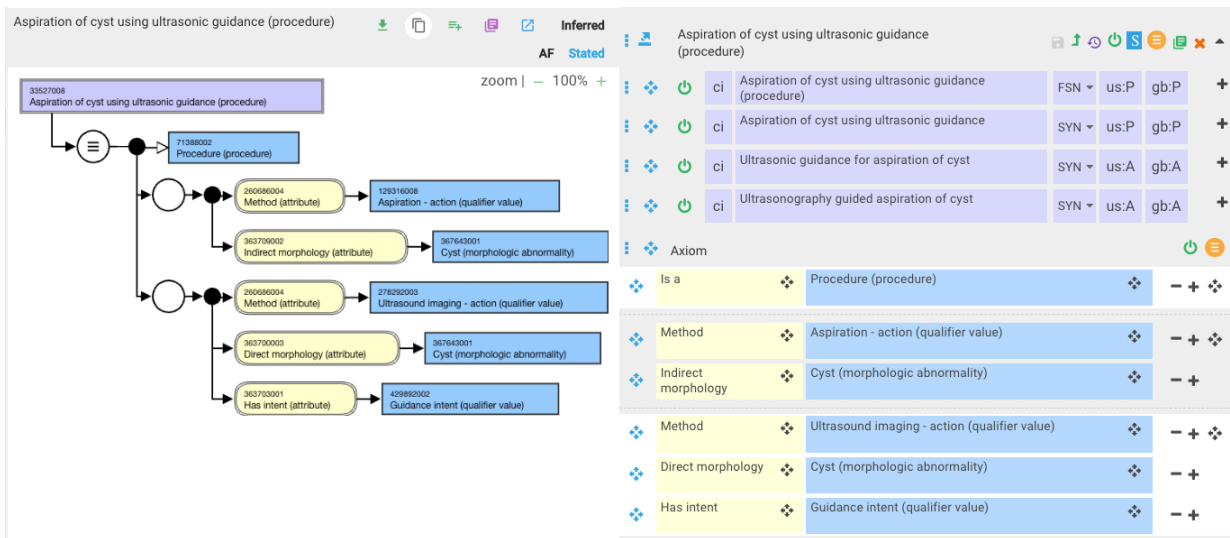 Aspiration of cyst using ultrasonic guidance (procedure)
Inferred
AF Stated
zoom | – 100% +
33527008
Aspiration of cyst using ultrasonic guidance (procedure)
71388002
Procedure (procedure)
260686004
Method (attribute)
129316008
Aspiration - action (qualifier value)
363709002
Indirect morphology (attribute)
367643001
Cyst (morphologic abnormality)
260686004
Method (attribute)
278292003
Ultrasound imaging - action (qualifier value)
363700003
Direct morphology (attribute)
367643001
Cyst (morphologic abnormality)
363703001
Has intent (attribute)
429892002
Guidance intent (qualifier value)
Aspiration of cyst using ultrasonic guidance
(procedure)
S
ci
Aspiration of cyst using ultrasonic guidance
(procedure)
FSN us:P gb:P +
ci Aspiration of cyst using ultrasonic guidance SYN us:P gb:P +
ci Ultrasonic guidance for aspiration of cyst SYN us:A gb:A +
ci Ultrasonography guided aspiration of cyst SYN us:A gb:A +
Axiom
Is a Procedure (procedure) – +
Method Aspiration - action (qualifier value) – +
Indirect
morphology
Cyst (morphologic abnormality) – +
Method Ultrasound imaging - action (qualifier value) – +
Direct morphology Cyst (morphologic abnormality) – +
Has intent Guidance intent (qualifier value) – +